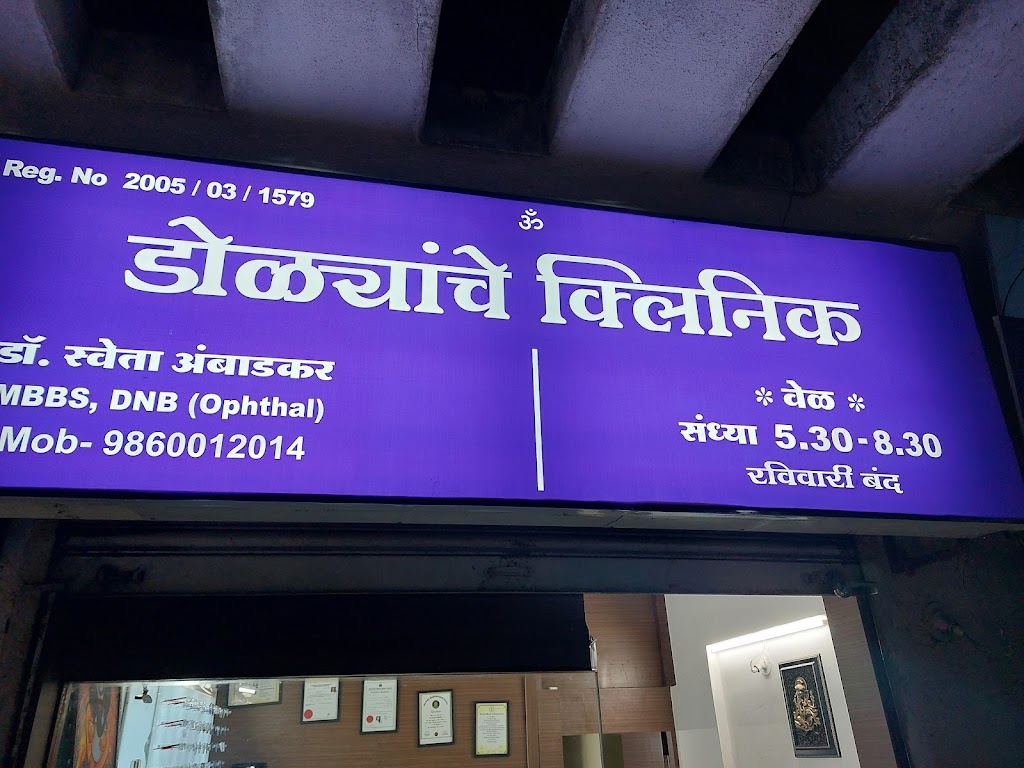 Reg. No 2005 / 03 / 1579
ॐ
डोळ्यांचे क्लिनिक
डॉ. स्वेता अंबाडकर
MBBS, DNB (Ophthal)
Mob- 9860012014
* वेळ *
संध्या 5.30-8.30
रविवारी बंद